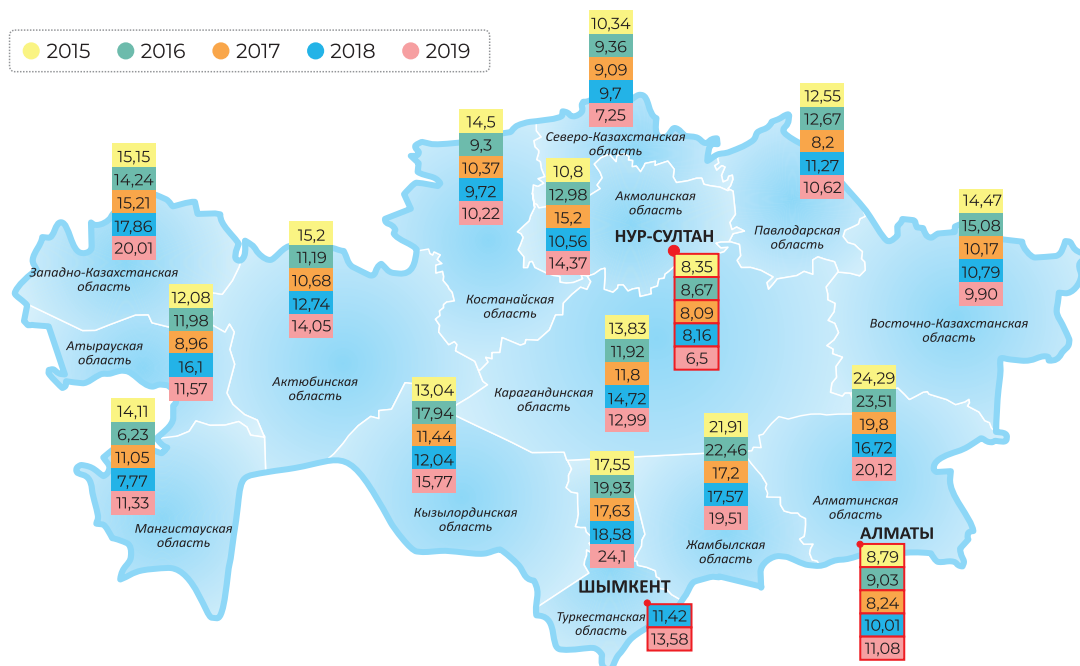 2015 2016 2017 2018 2019
10,34
9,36
9,09
9,7
7,25
Северо-Казахстанская
область
14,5
9,3
10,37
9,72
10,22
Костанайская
область
10,8
12,98
15,2
10,56
14,37
Акмолинская
область
12,55
12,67
8,2
11,27
10,62
Павлодарская
область
15,15
14,24
15,21
17,86
20,01
Западно-Казахстанская
область
15,2
11,19
10,68
12,74
14,05
Актюбинская
область
НУР-СУЛТАН
8,35
8,67
8,09
8,16
6,5
14,47
15,08
10,17
10,79
9,90
Восточно-Казахстанская
область
12,08
11,98
8,96
16,1
11,57
Атырауская
область
13,83
11,92
11,8
14,72
12,99
Карагандинская
область
14,11
6,23
11,05
7,77
11,33
Мангистауская
область
13,04
17,94
11,44
12,04
15,77
Кызылординская
область
17,55
19,93
17,63
18,58
24,1
Туркестанская
область
21,91
22,46
17,2
17,57
19,51
Жамбылская
область
24,29
23,51
19,8
16,72
20,12
Алматинская
область
ШЫМКЕНТ
11,42
13,58
АЛМАТЫ
8,79
9,03
8,24
10,01
11,08